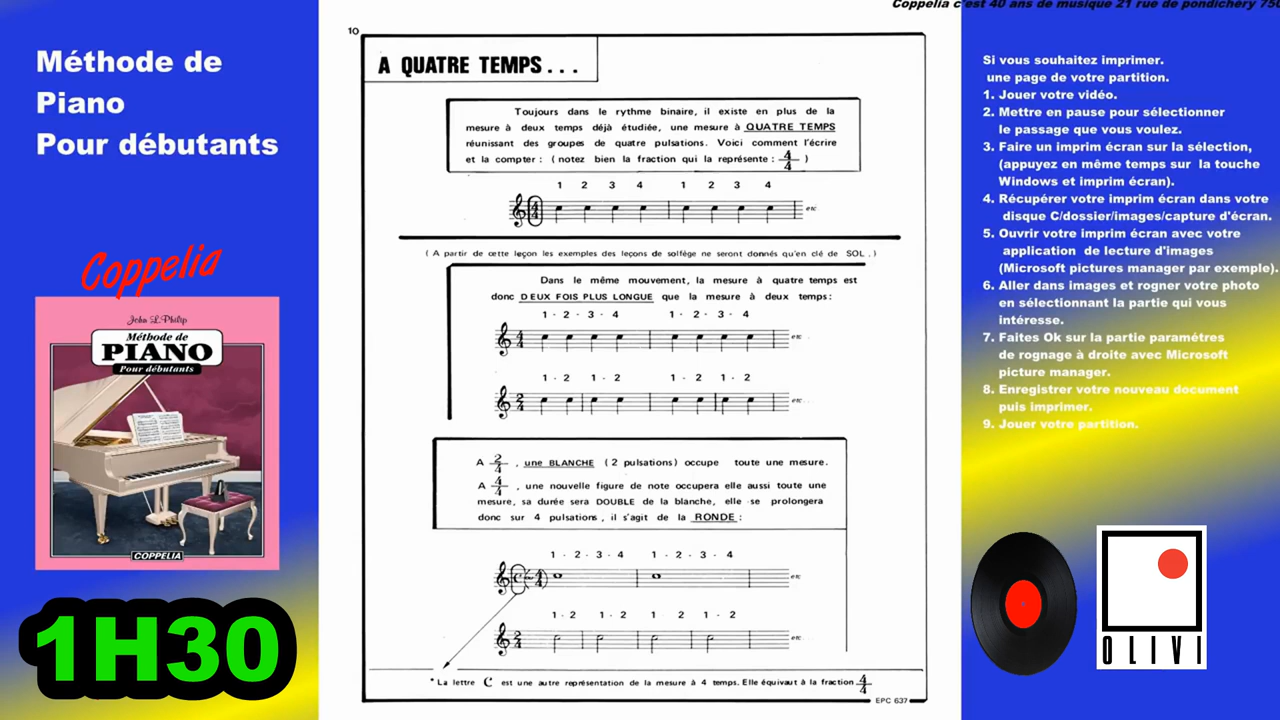 Coppelia c'est 40 ans de musique 21 rue de pondichéry 750
Méthode de
Piano
Pour débutants
Coppelia
John L.Philip
Méthode de
PIANO
Pour débutants
COPPELIA
1H30
10
A QUATRE TEMPS...
Toujours dans le rythme binaire, il existe en plus de la
mesure à deux temps déjà étudiée, une mesure à QUATRE TEMPS
réunissant des groupes de quatre pulsations. Voici comment l'écrire
et la compter : ( notez bien la fraction qui la représente : 4/4 )
1 2 3 4 1 2 3 4
4/4 etc
( A partir de cette leçon les exemples des leçons de solfége ne seront donnés qu'en clé de SOL . )
Dans le même mouvement, la mesure à quatre temps est
donc DEUX FOIS PLUS LONGUE que la mesure à deux temps:
1 - 2 - 3 - 4 1 - 2 - 3 - 4
4/4 etc
1 - 2 1 - 2 1 - 2 1 - 2
2/4 etc...
A 2/4 , une BLANCHE ( 2 pulsations) occupe toute une mesure.
A 4/4 , une nouvelle figure de note occupera elle aussi toute une
mesure, sa durée sera DOUBLE de la blanche, elle se prolongera
donc sur 4 pulsations, il s'agit de la RONDE :
1 - 2 - 3 - 4 1 - 2 - 3 - 4
C = 4/4 etc
1 - 2 1 - 2 1 - 2 1 - 2
2/4 etc...
* La lettre C est une autre représentation de la mesure à 4 temps. Elle équivaut à la fraction 4/4
EPC 637
Si vous souhaitez imprimer.
une page de votre partition.
1. Jouer votre vidéo.
2. Mettre en pause pour sélectionner
le passage que vous voulez.
3. Faire un imprim écran sur la sélection,
(appuyez en même temps sur la touche
Windows et imprim écran).
4. Récupérer votre imprim écran dans votre
disque C/dossier/images/capture d'écran.
5. Ouvrir votre imprim écran avec votre
application de lecture d'images
(Microsoft pictures manager par exemple).
6. Aller dans images et rogner votre photo
en sélectionnant la partie qui vous
intéresse.
7. Faites Ok sur la partie paramétres
de rognage à droite avec Microsoft
picture manager.
8. Enregistrer votre nouveau document
puis imprimer.
9. Jouer votre partition.
OLIVI